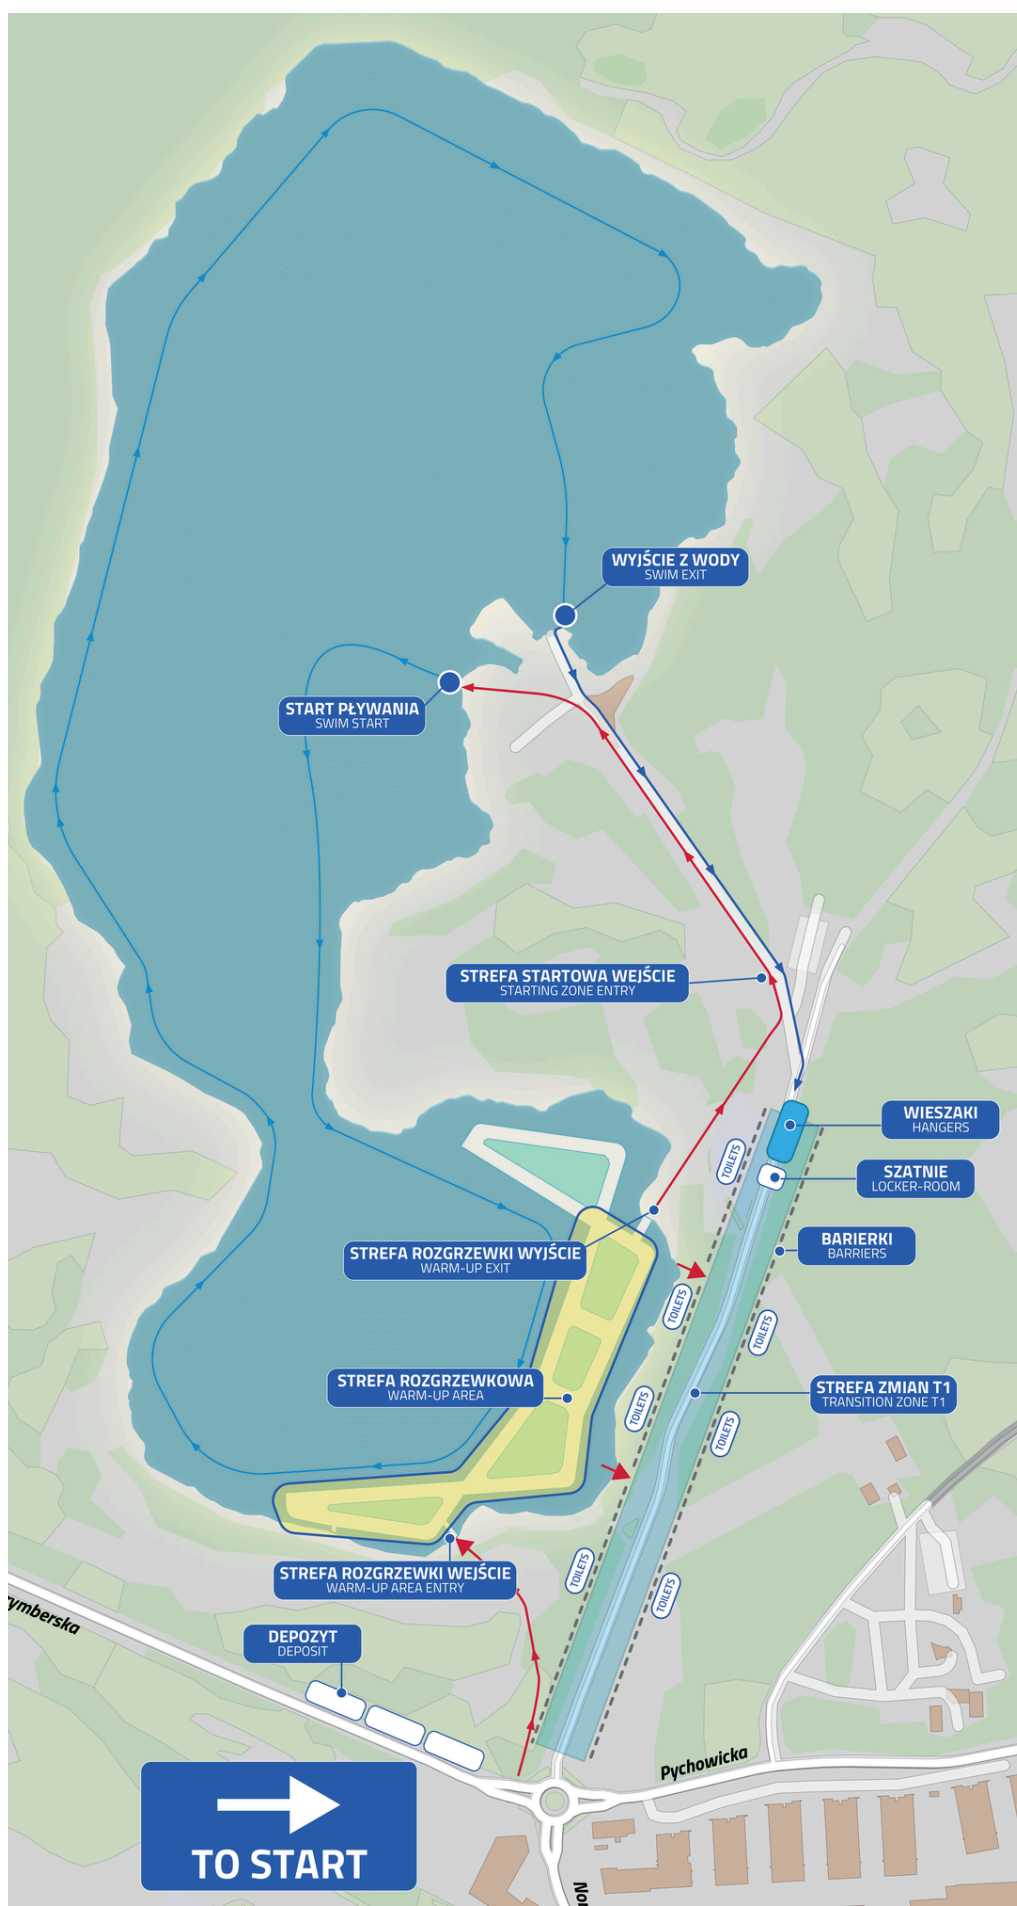 WYJŚCIE Z WODY
SWIM EXIT
START PŁYWANIA
SWIM START
STREFA STARTOWA WEJŚCIE
STARTING ZONE ENTRY
WIESZAKI
HANGERS
TOILETS
SZATNIE
LOCKER-ROOM
BARIERKI
BARRIERS
STREFA ROZGRZEWKI WYJŚCIE
WARM-UP EXIT
TOILETS
TOILETS
STREFA ROZGRZEWKOWA
WARM-UP AREA
STREFA ZMIAN T1
TRANSITION ZONE T1
TOILETS
TOILETS
STREFA ROZGRZEWKI WEJŚCIE
WARM-UP AREA ENTRY
TOILETS
TOILETS
ymberska
DEPOZYT
DEPOSIT
Pychowicka
TO START